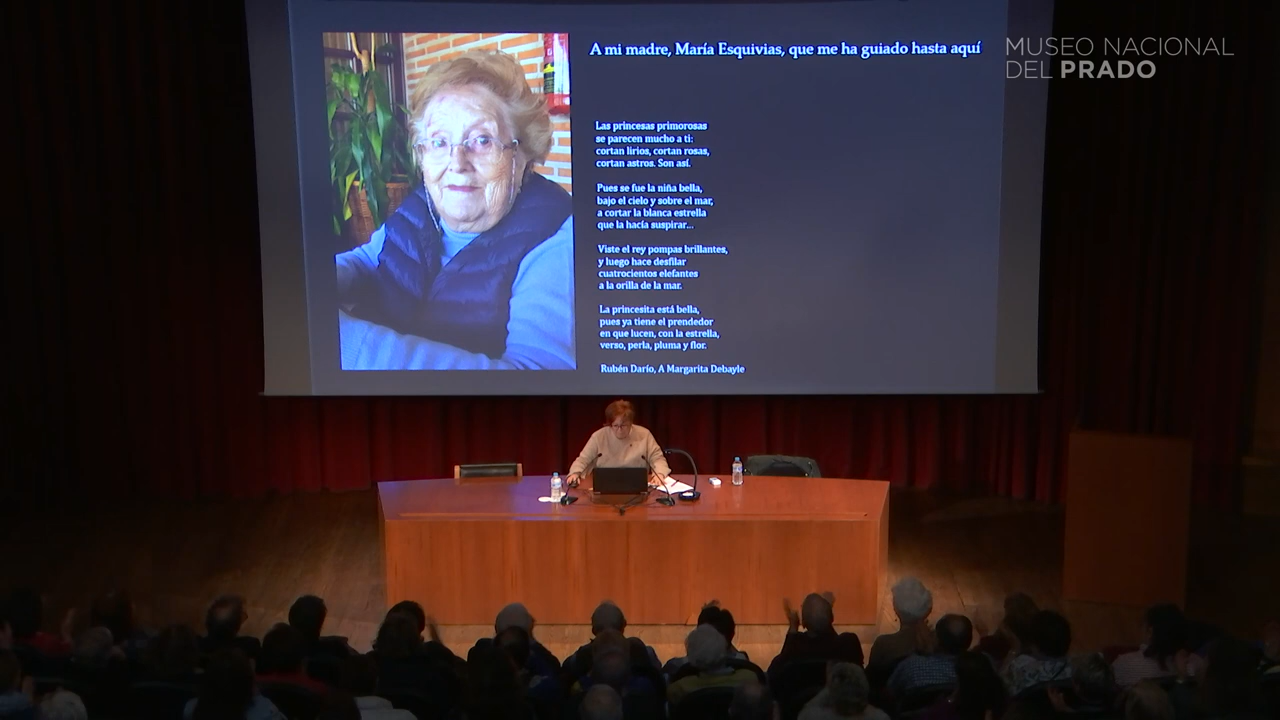 A mi madre, María Esquivias, que me ha guiado hasta aquí
MUSEO NACIONAL
DEL PRADO
Las princesas primorosas
se parecen mucho a ti:
cortan lirios, cortan rosas,
cortan astros. Son así.
Pues se fue la niña bella,
bajo el cielo y sobre el mar,
a cortar la blanca estrella
que la hacía suspirar...
Viste el rey pompas brillantes,
y luego hace desfilar
cuatrocientos elefantes
a la orilla de la mar.
La princesita está bella,
pues ya tiene el prendedor
en que lucen, con la estrella,
verso, perla, pluma y flor.
Rubén Darío, A Margarita Debayle